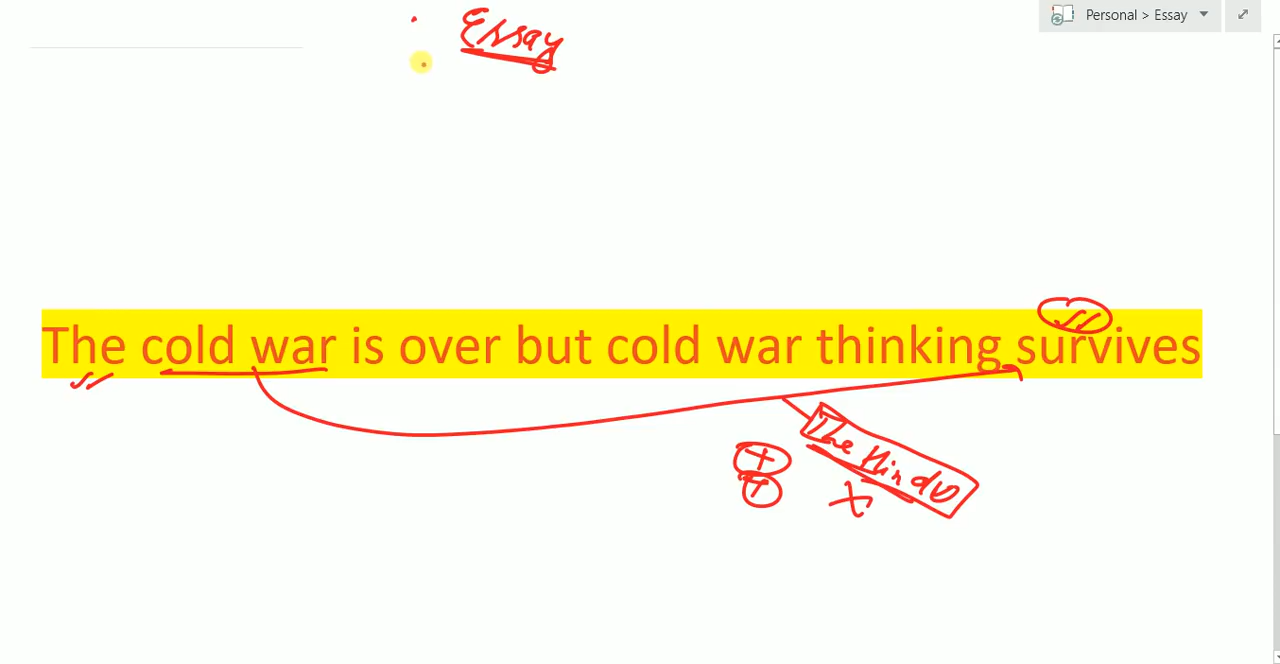 Personal > Essay
Essay
The cold war is over but cold war thinking survives
The Hindu